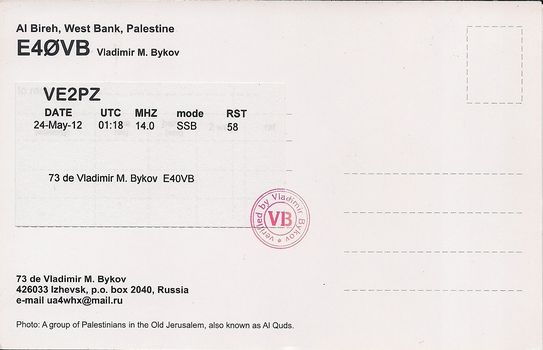 Al Bireh, West Bank, Palestine
E4ØVB Vladimir M. Bykov
VE2PZ
DATE UTC MHZ mode RST
24-May-12 01:18 14.0 SSB 58
73 de Vladimir M. Bykov E40VB
verified by Vladimir Bykov
VB
73 de Vladimir M. Bykov
426033 Izhevsk, p.o. box 2040, Russia
e-mail ua4whx@mail.ru
Photo: A group of Palestinians in the Old Jerusalem, also known as Al Quds.